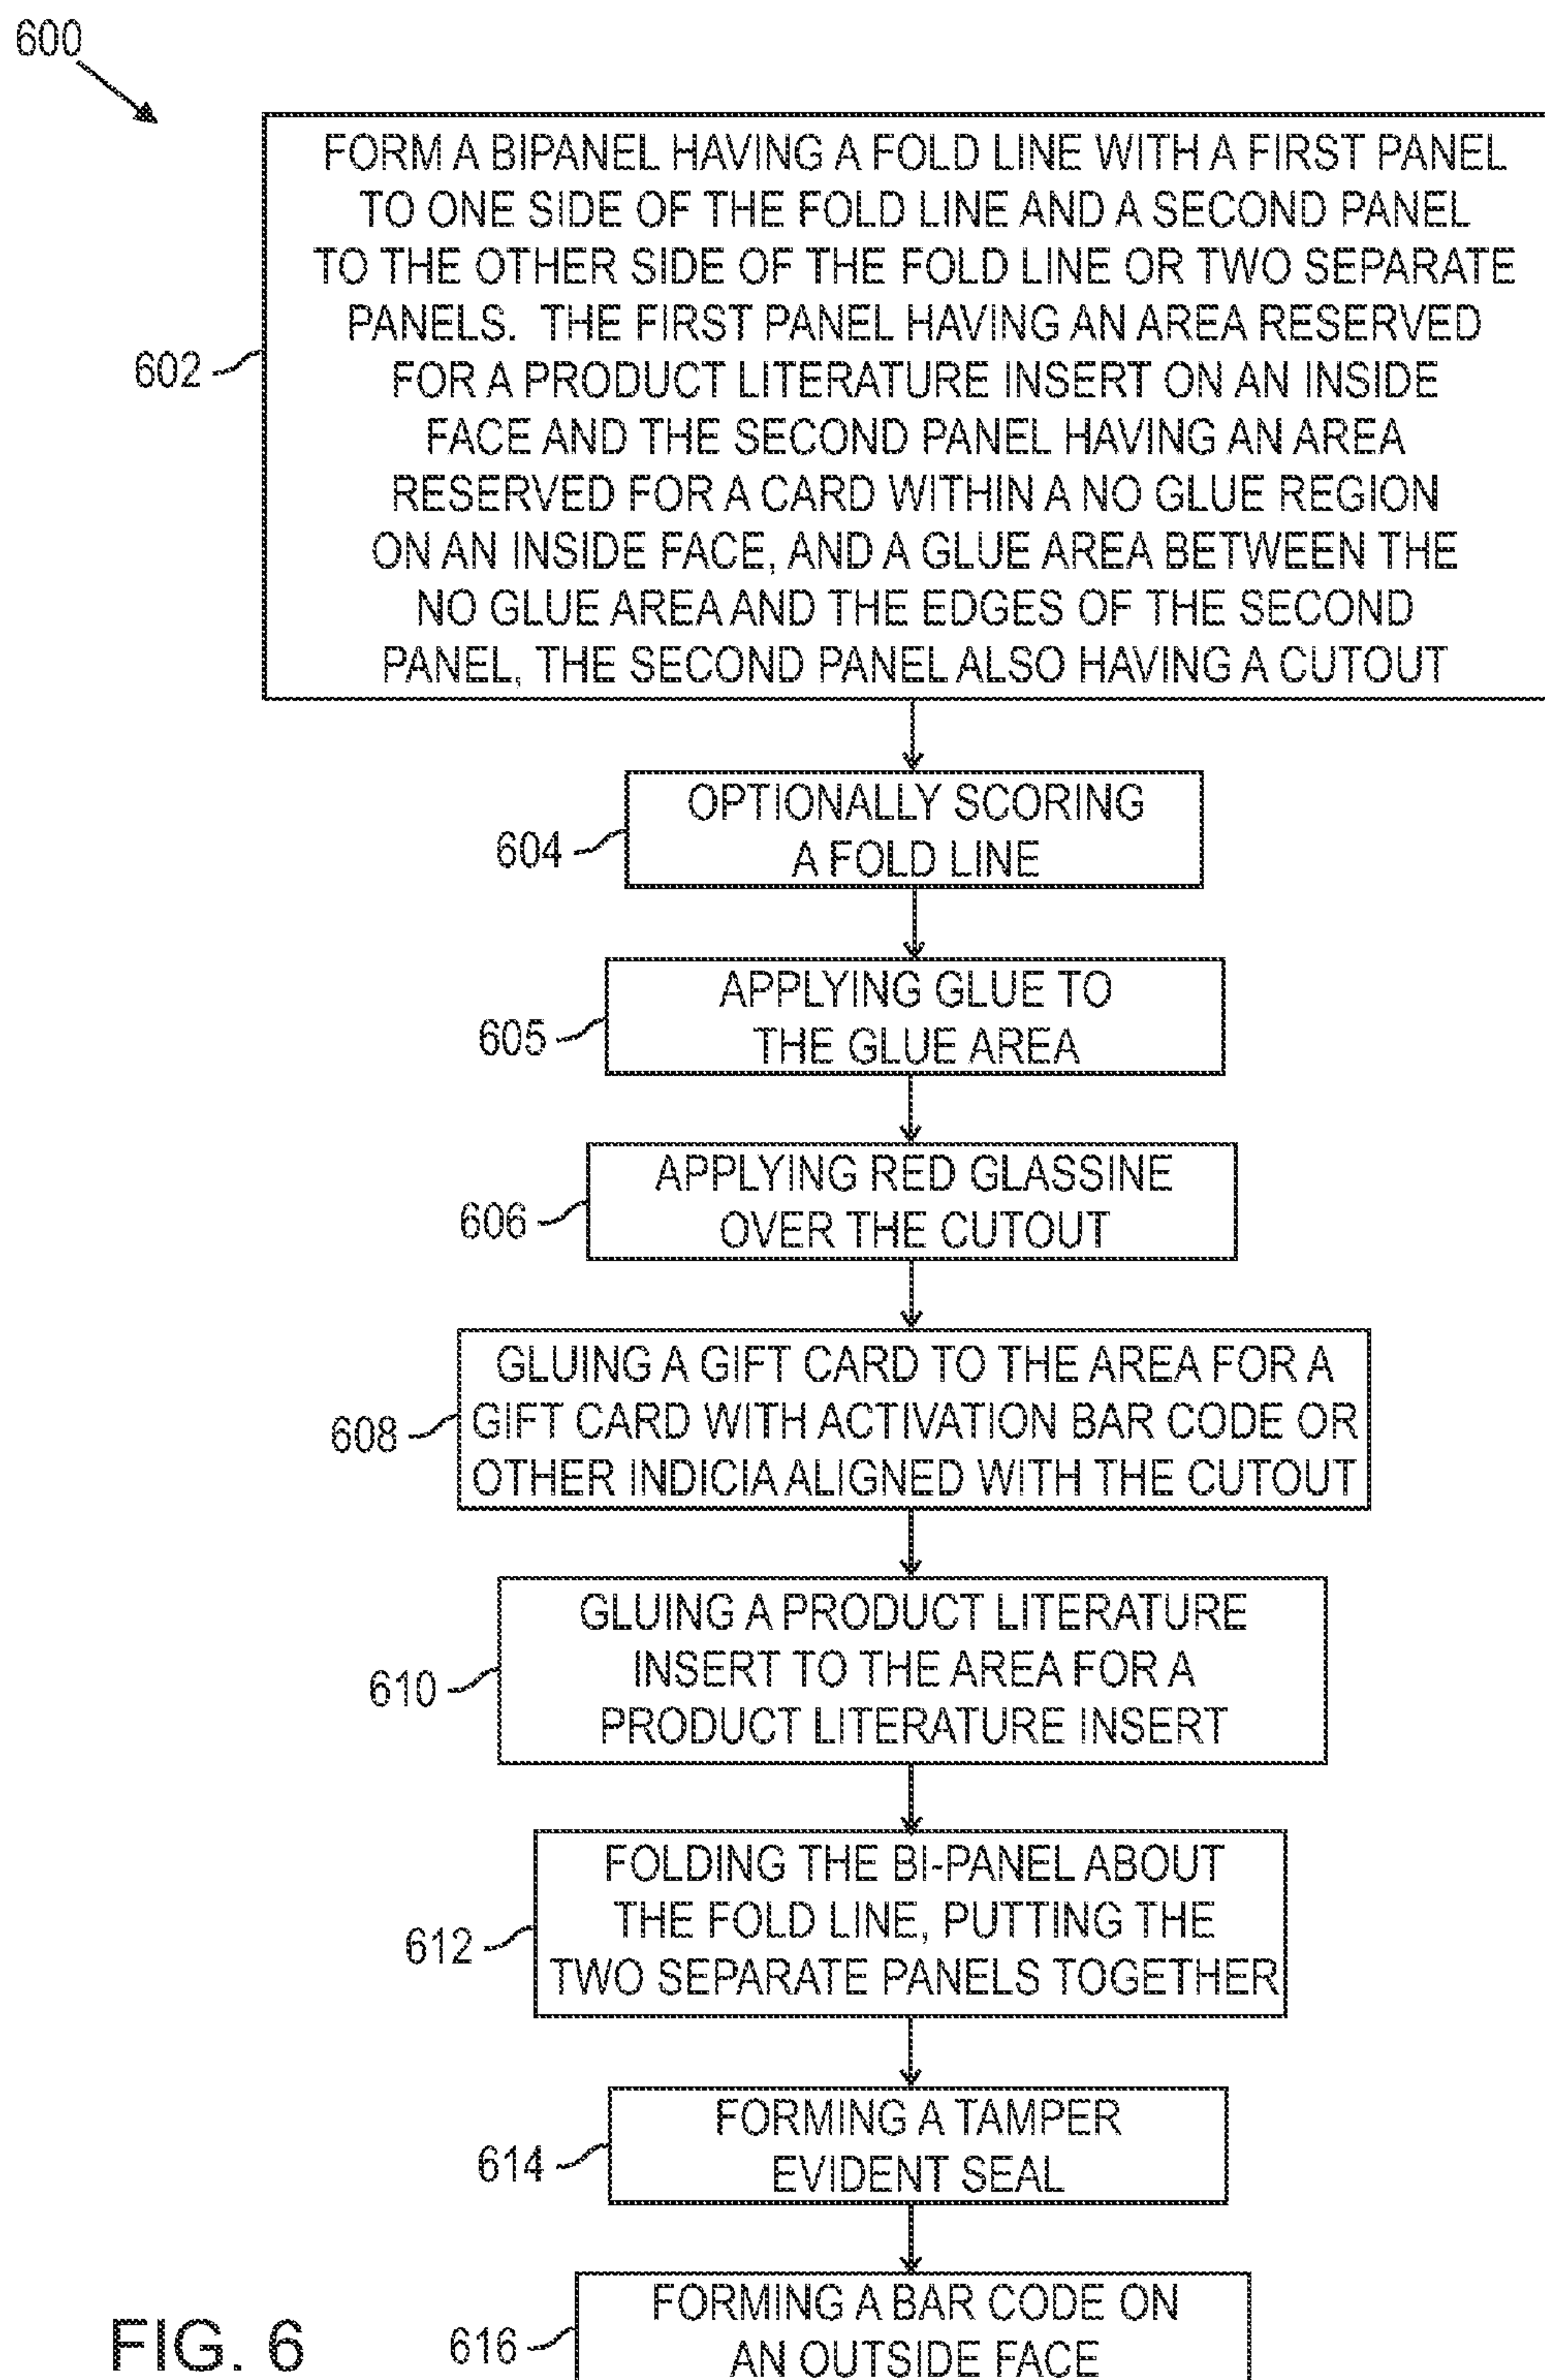 600
FORM A BIPANEL HAVING A FOLD LINE WITH A FIRST PANEL
TO ONE SIDE OF THE FOLD LINE AND A SECOND PANEL
TO THE OTHER SIDE OF THE FOLD LINE OR TWO SEPARATE
PANELS. THE FIRST PANEL HAVING AN AREA RESERVED
FOR A PRODUCT LITERATURE INSERT ON AN INSIDE
FACE AND THE SECOND PANEL HAVING AN AREA
RESERVED FOR A CARD WITHIN A NO GLUE REGION
ON AN INSIDE FACE, AND A GLUE AREA BETWEEN THE
NO GLUE AREA AND THE EDGES OF THE SECOND
PANEL, THE SECOND PANEL ALSO HAVING A CUTOUT
602
OPTIONALLY SCORING
A FOLD LINE
604
APPLYING GLUE TO
THE GLUE AREA
605
APPLYING RED GLASSINE
OVER THE CUTOUT
606
GLUING A GIFT CARD TO THE AREA FOR A
GIFT CARD WITH ACTIVATION BAR CODE OR
OTHER INDICIA ALIGNED WITH THE CUTOUT
608
GLUING A PRODUCT LITERATURE
INSERT TO THE AREA FOR A
PRODUCT LITERATURE INSERT
610
FOLDING THE BI-PANEL ABOUT
THE FOLD LINE, PUTTING THE
TWO SEPARATE PANELS TOGETHER
612
FORMING A TAMPER
EVIDENT SEAL
614
FORMING A BAR CODE ON
AN OUTSIDE FACE
616
FIG. 6